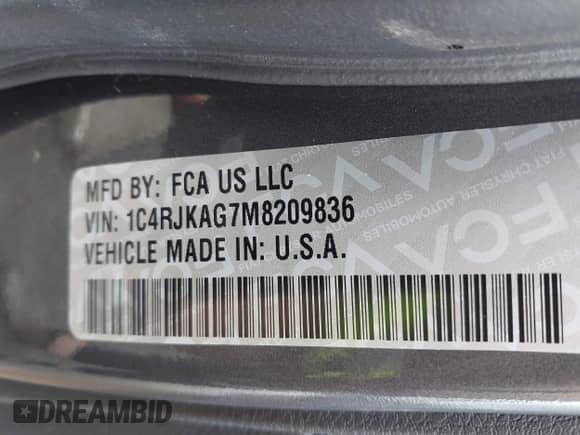 MFD BY: FCA US LLC
VIN: 1C4RJKAG7M8209836
VEHICLE MADE IN: U.S.A.
DREAMBID